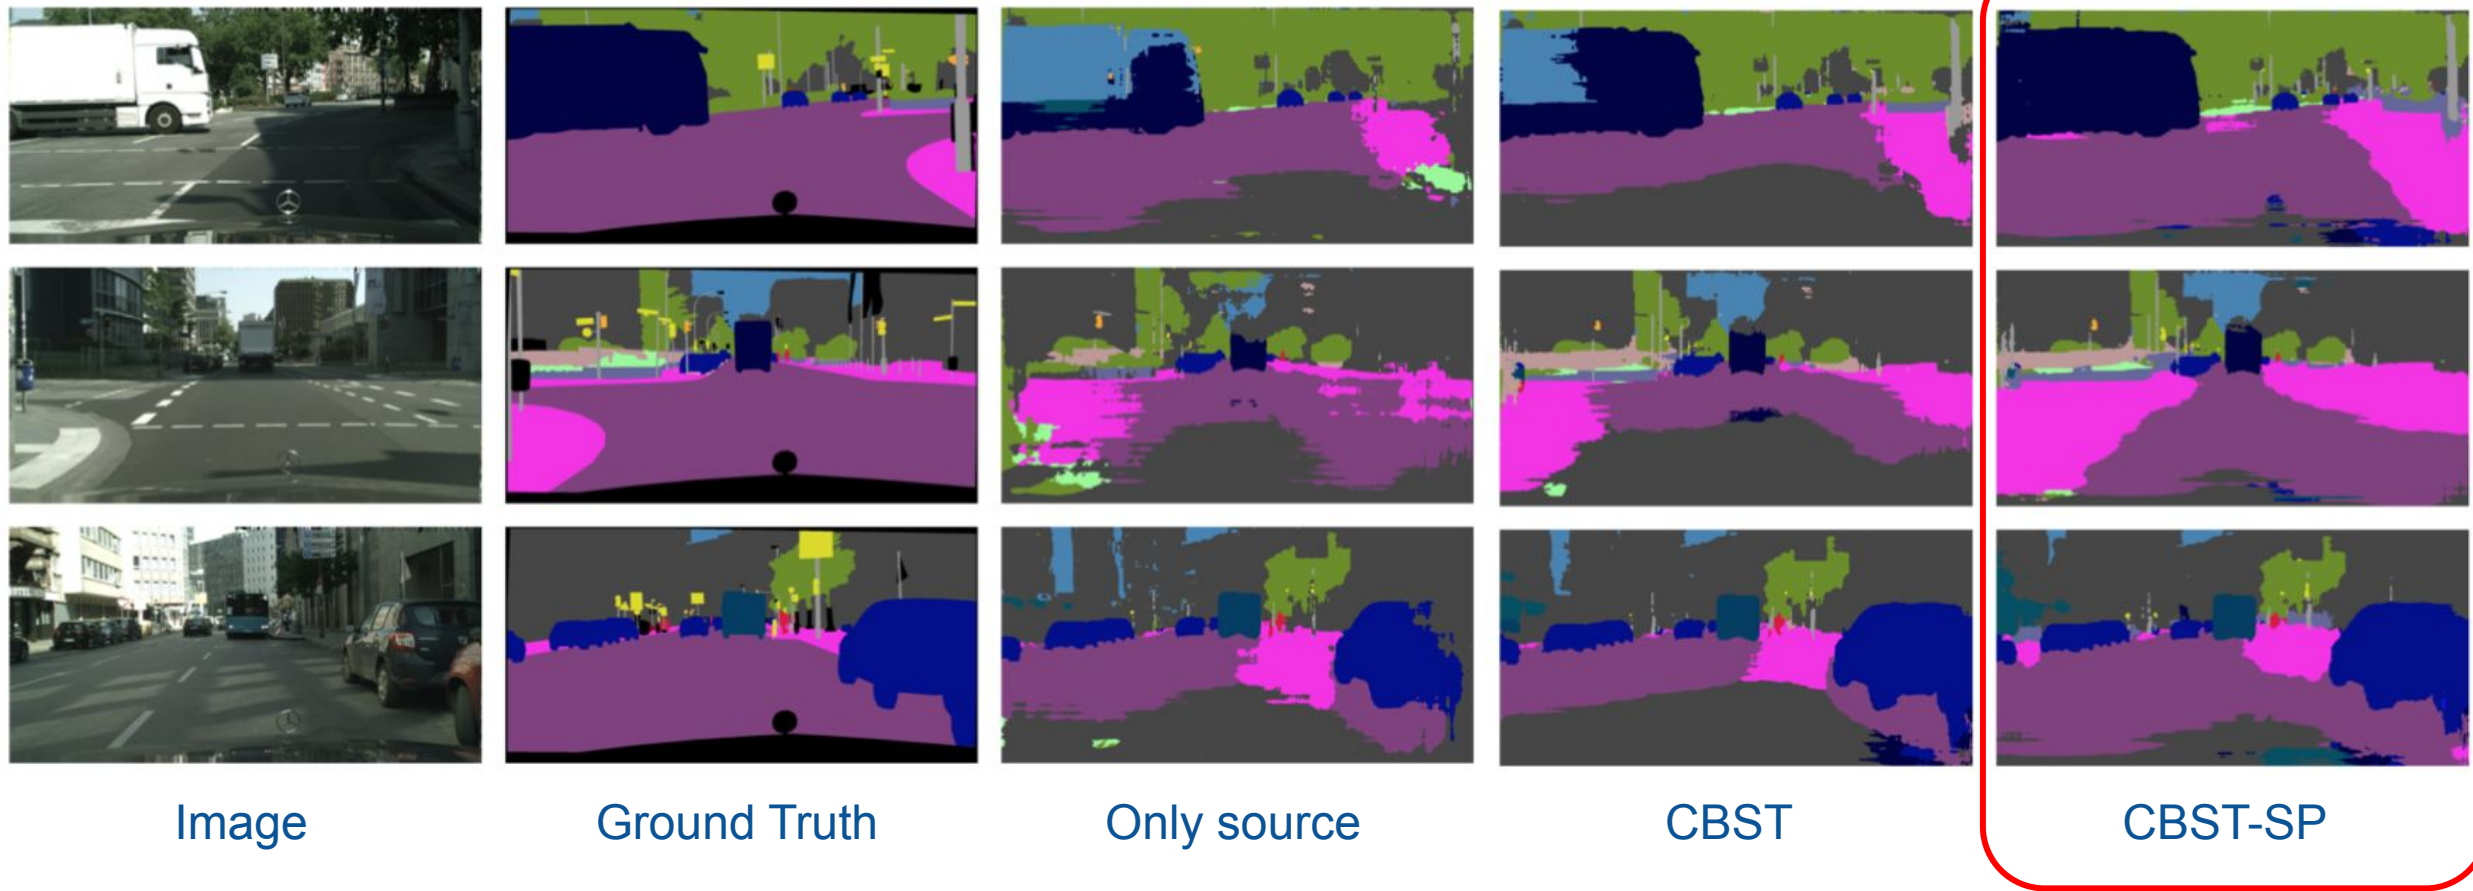 Image
Ground Truth
Only source
CBST
CBST-SP